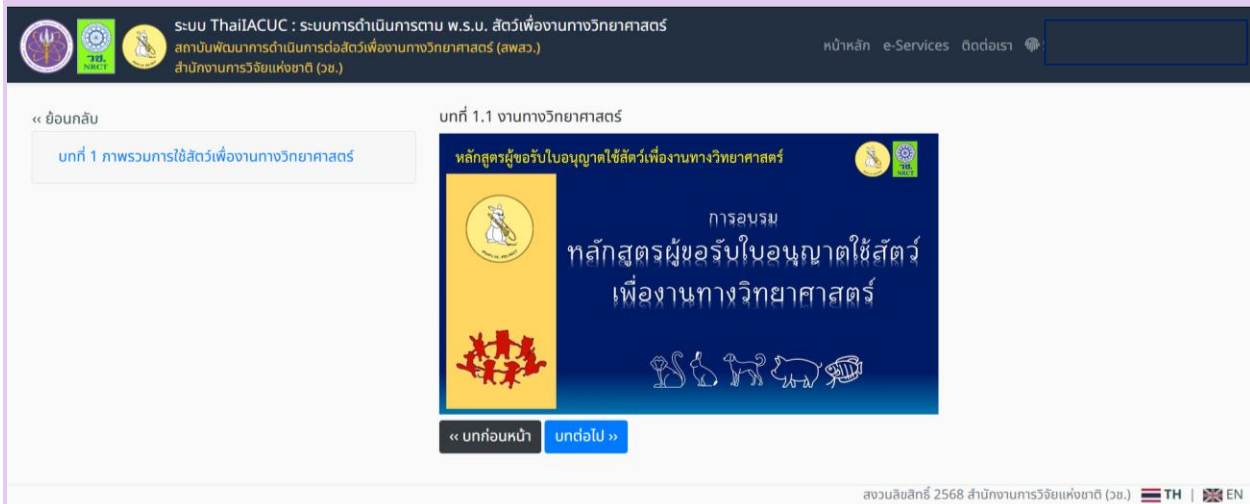 ระบบ ThaiIACUC : ระบบการดำเนินการตาม พ.ร.บ. สัตว์เพื่องานทางวิทยาศาสตร์
สถาบันพัฒนาการดำเนินการต่อสัตว์เพื่องานทางวิทยาศาสตร์ (สพสว.)
สำนักงานการวิจัยแห่งชาติ (วช.)
วช.
NRCT
หน้าหลัก e-Services ติดต่อเรา
‹‹ ย้อนกลับ
บทที่ 1 ภาพรวมการใช้สัตว์เพื่องานทางวิทยาศาสตร์
บทที่ 1.1 งานทางวิทยาศาสตร์
หลักสูตรผู้ขอรับใบอนุญาตใช้สัตว์เพื่องานทางวิทยาศาสตร์
วช.
NRCT
การอบรม
หลักสูตรผู้ขอรับใบอนุญาตใช้สัตว์
เพื่องานทางวิทยาศาสตร์
‹‹ บทก่อนหน้า บทต่อไป ››
สงวนลิขสิทธิ์ 2568 สำนักงานการวิจัยแห่งชาติ (วช.) TH | EN